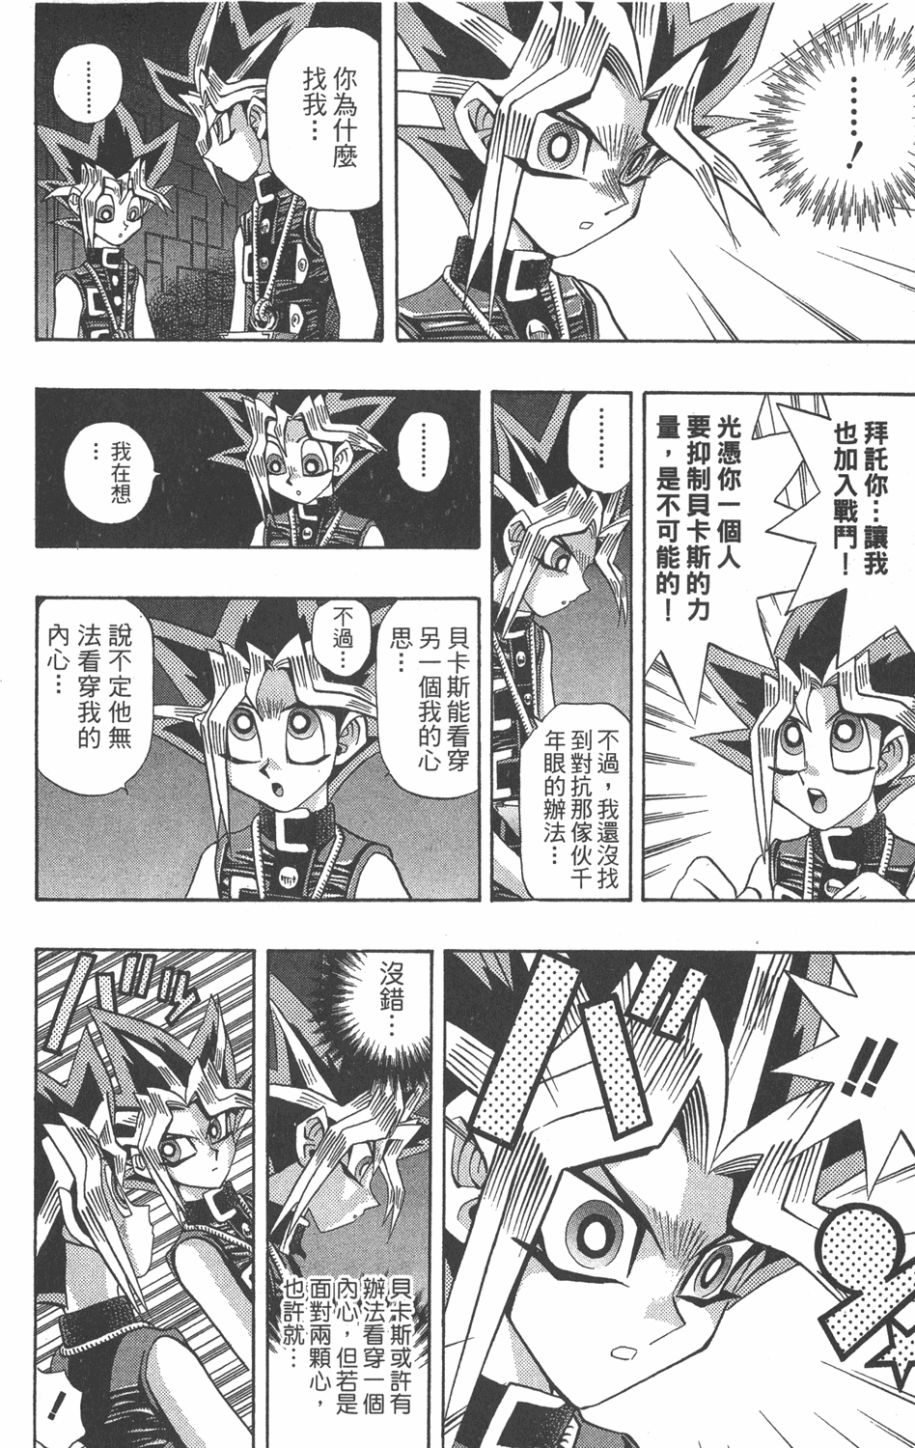 ……！
你為什麼
找我…
……
拜託你…讓我
也加入戰鬥！
光憑你一個人
要抑制貝卡斯的力
量，是不可能的！
……
不過，我還沒找
到對抗那傢伙千
年眼的辦法…
……
我在想
…
貝卡斯能看穿
另一個我的心
思…
不過…
說不定他無
法看穿我的
內心…
!!
沒錯…
貝卡斯或許有
辦法看穿一個
內心，但若是
面對兩顆心，
也許就…
！